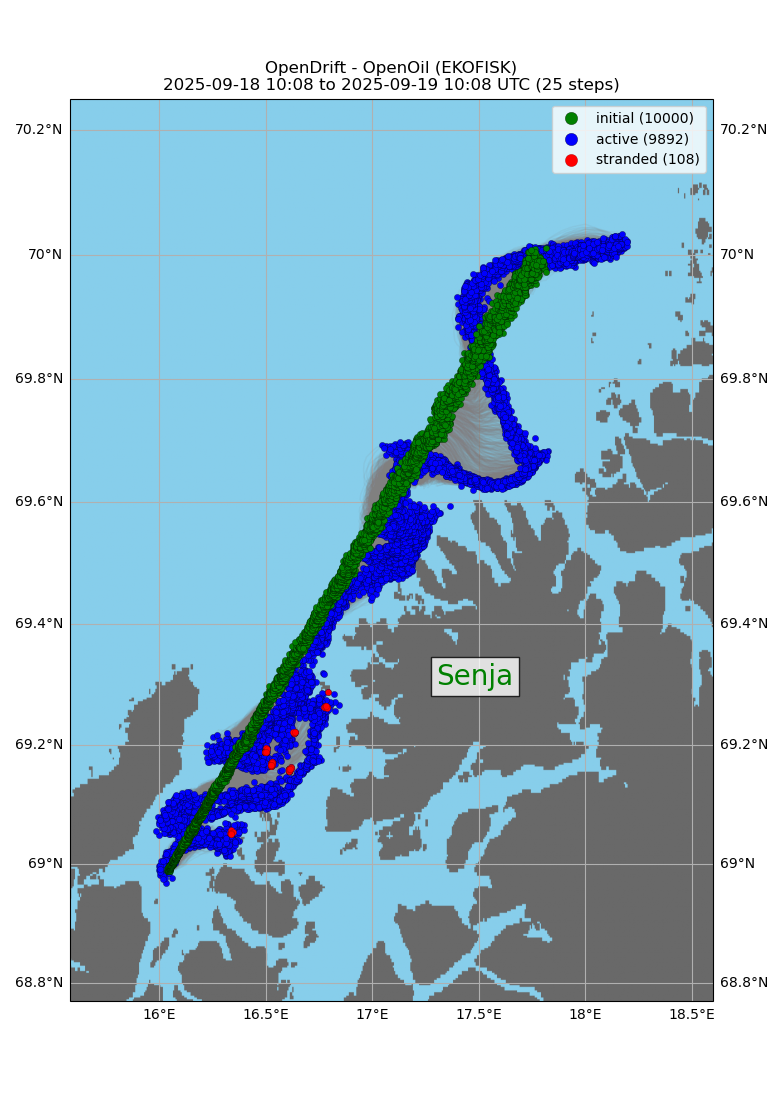 OpenDrift - OpenOil (EKOFISK)
2025-09-18 10:08 to 2025-09-19 10:08 UTC (25 steps)
initial (10000)
active (9892)
stranded (108)
70.2°N 70.2°N
70°N 70°N
69.8°N 69.8°N
69.6°N 69.6°N
69.4°N 69.4°N
Senja
69.2°N 69.2°N
69°N 69°N
68.8°N 68.8°N
16°E 16.5°E 17°E 17.5°E 18°E 18.5°E